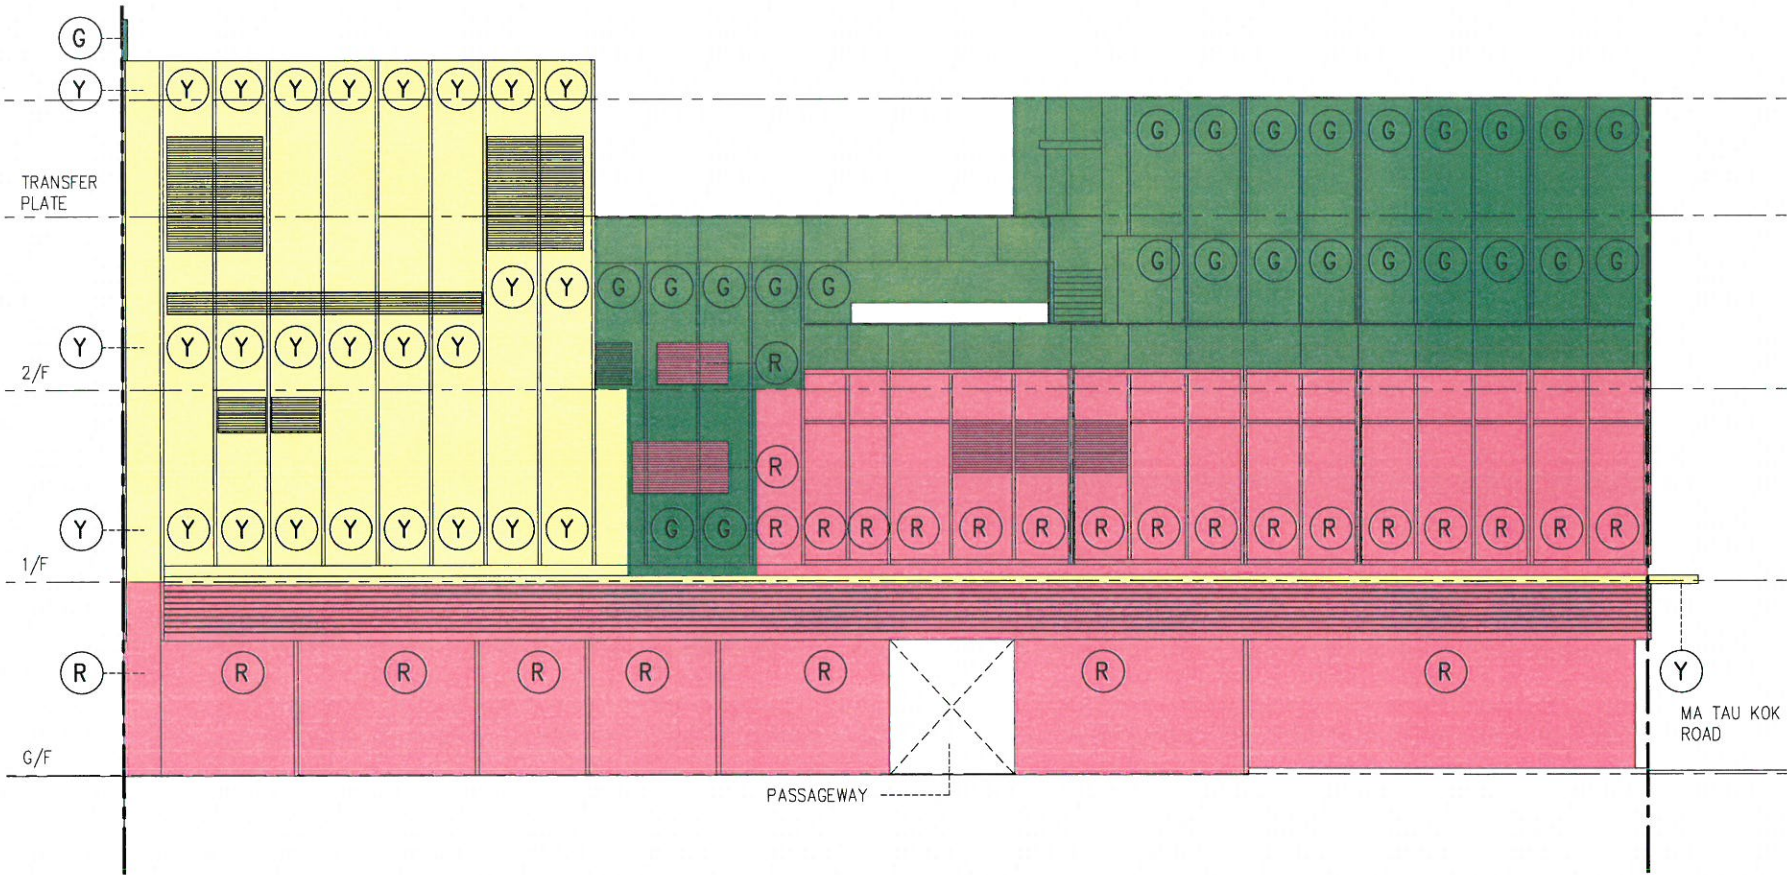 G
Y Y Y Y Y Y Y Y Y
G G G G G G G G G
TRANSFER
PLATE
G G G G G G G G G
Y Y G G G G G
Y Y Y Y Y Y Y
R
2/F
R
Y Y Y Y Y Y Y Y Y G G R R R R R R R R R R R R R R R R
1/F
R R R R R R R R Y
MA TAU KOK
ROAD
G/F
PASSAGEWAY